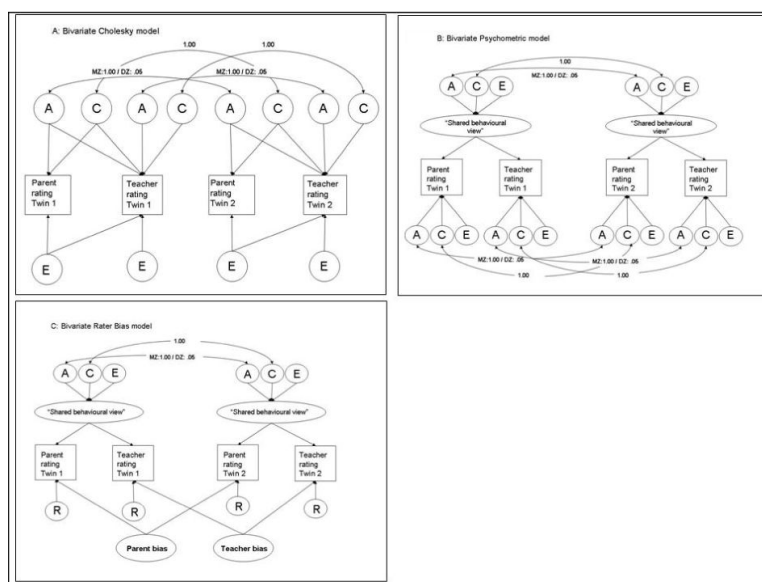 A: Bivariate Cholesky model
1.00 1.00
MZ:1.00 / DZ: .05 MZ:1.00 / DZ: .05
A C A C A C A C
Parent
rating
Twin 1
Teacher
rating
Twin 1
Parent
rating
Twin 2
Teacher
rating
Twin 2
E E E E
B: Bivariate Psychometric model
1.00
MZ:1.00 / DZ: .05
A C E A C E
"Shared behavioural
view"
"Shared behavioural
view"
Parent
rating
Twin 1
Teacher
rating
Twin 1
Parent
rating
Twin 2
Teacher
rating
Twin 2
A C E A C E A C E A C E
MZ:1.00 / DZ: .05 MZ:1.00 / DZ: .05
1.00 1.00
C: Bivariate Rater Bias model
1.00
MZ:1.00 / DZ: .05
A C E A C E
"Shared behavioural view"
"Shared behavioural view"
Parent
rating
Twin 1
Teacher
rating
Twin 1
Parent
rating
Twin 2
Teacher
rating
Twin 2
R R R R
Parent bias Teacher bias